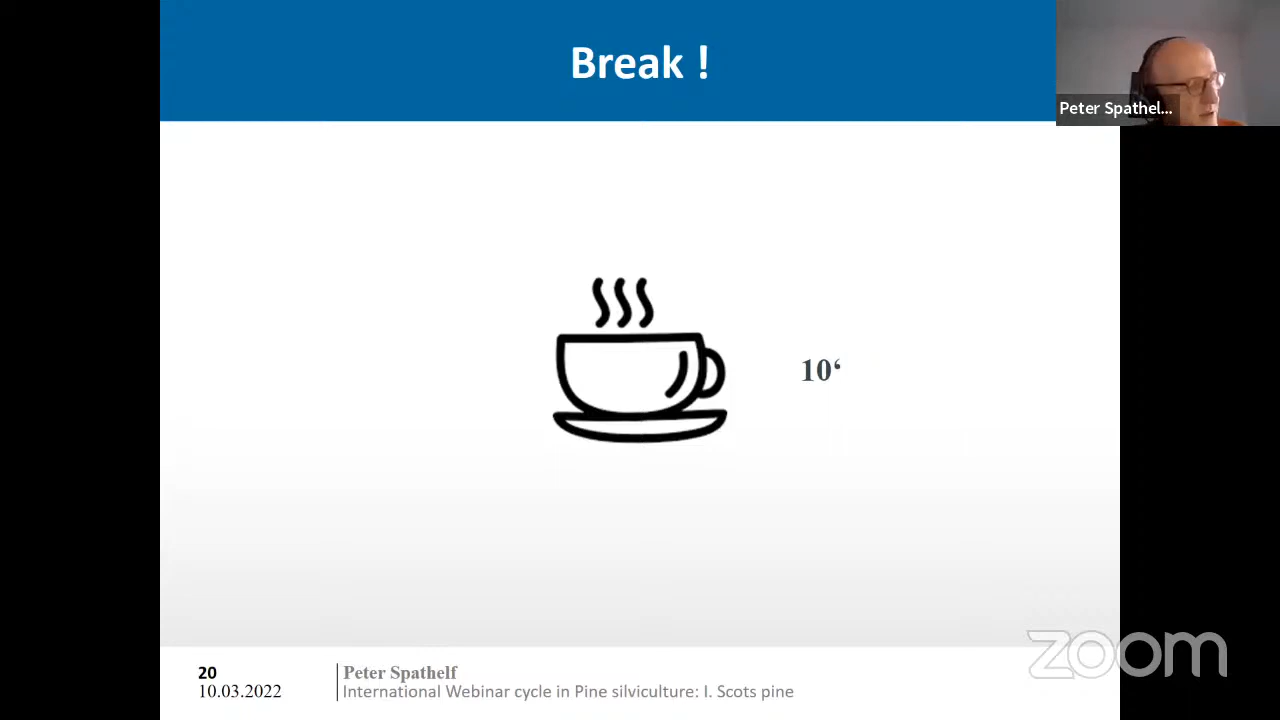 Break !
Peter Spathel...
10‘
20
10.03.2022
Peter Spathelf
International Webinar cycle in Pine silviculture: I. Scots pine
zoom